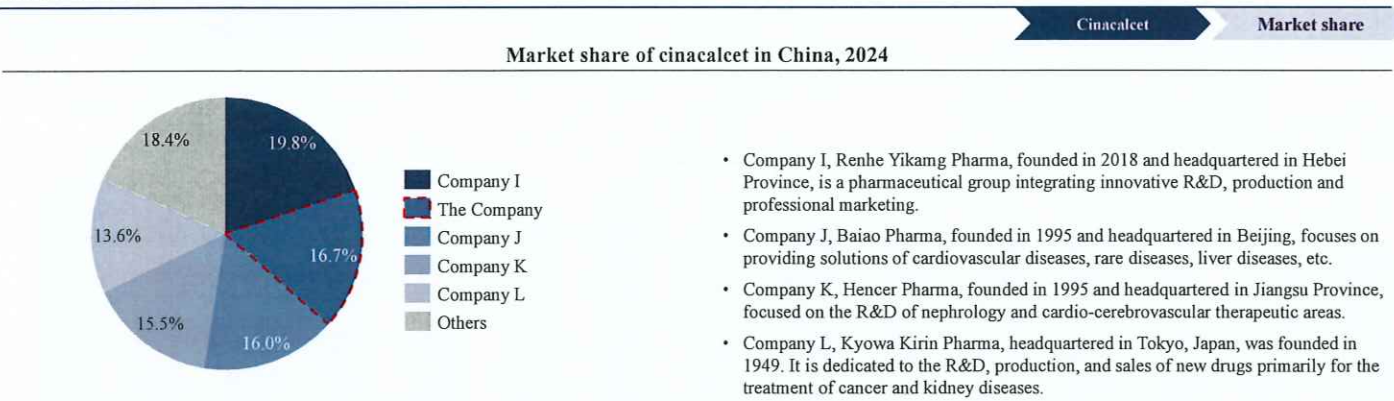 Cinacalcet
Market share
Market share of cinacalcet in China, 2024
18.4%
19.8%
13.6%
16.7%
15.5%
16.0%
Company I
The Company
Company J
Company K
Company L
Others
• Company I, Renhe Yikamg Pharma, founded in 2018 and headquartered in Hebei
Province, is a pharmaceutical group integrating innovative R&D, production and
professional marketing.
• Company J, Baiao Pharma, founded in 1995 and headquartered in Beijing, focuses on
providing solutions of cardiovascular diseases, rare diseases, liver diseases, etc.
• Company K, Hencer Pharma, founded in 1995 and headquartered in Jiangsu Province,
focused on the R&D of nephrology and cardio-cerebrovascular therapeutic areas.
• Company L, Kyowa Kirin Pharma, headquartered in Tokyo, Japan, was founded in
1949. It is dedicated to the R&D, production, and sales of new drugs primarily for the
treatment of cancer and kidney diseases.